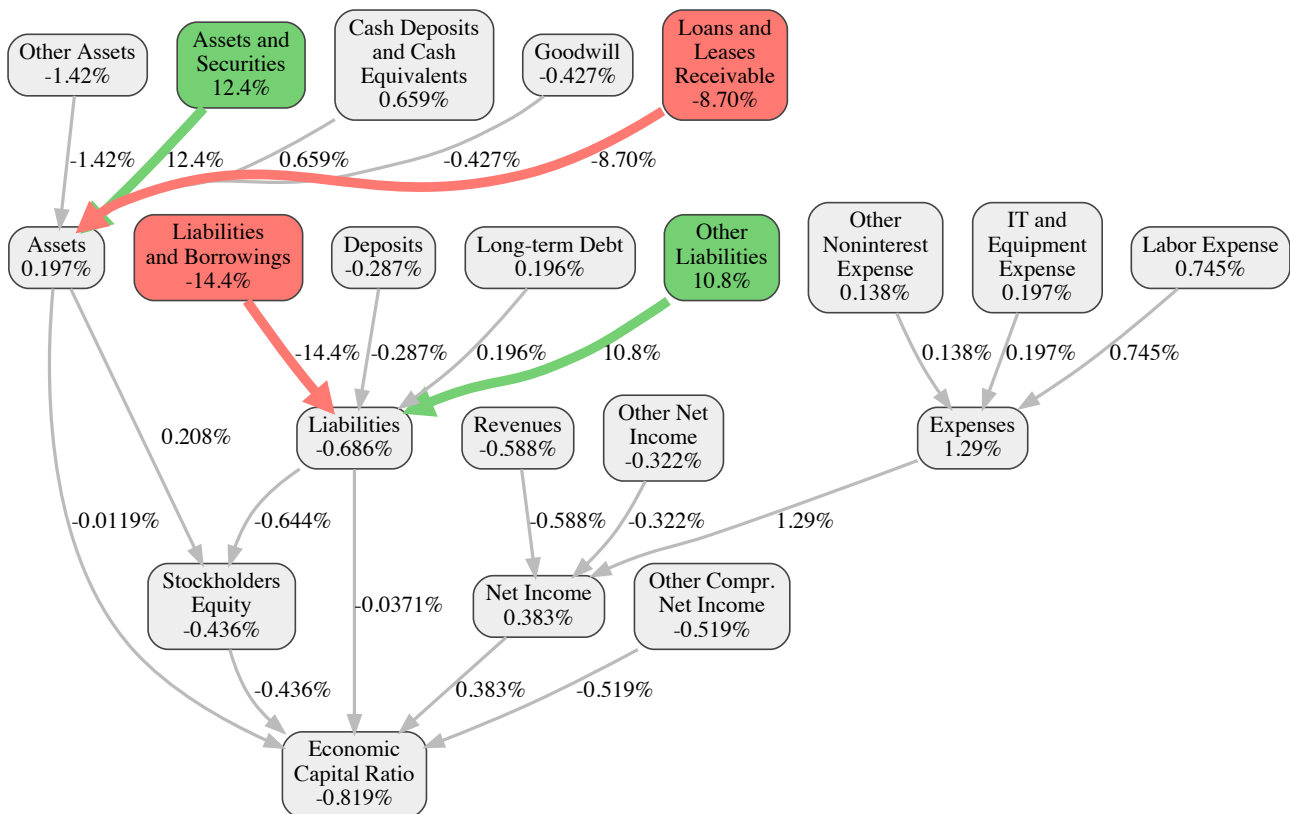 Other Assets
-1.42%
Assets and
Securities
12.4%
Cash Deposits
and Cash
Equivalents
0.659%
Goodwill
-0.427%
Loans and
Leases
Receivable
-8.70%
-1.42%
12.4%
0.659%
-0.427%
-8.70%
Assets
0.197%
Liabilities
and Borrowings
-14.4%
Deposits
-0.287%
Long-term Debt
0.196%
Other
Liabilities
10.8%
Other
Noninterest
Expense
0.138%
IT and
Equipment
Expense
0.197%
Labor Expense
0.745%
-14.4%
-0.287%
0.196%
10.8%
0.138%
0.197%
0.745%
0.208%
Liabilities
-0.686%
Revenues
-0.588%
Other Net
Income
-0.322%
Expenses
1.29%
-0.0119%
-0.644%
-0.588%
-0.322%
1.29%
Stockholders
Equity
-0.436%
-0.0371%
Net Income
0.383%
Other Compr.
Net Income
-0.519%
-0.436%
0.383%
-0.519%
Economic
Capital Ratio
-0.819%